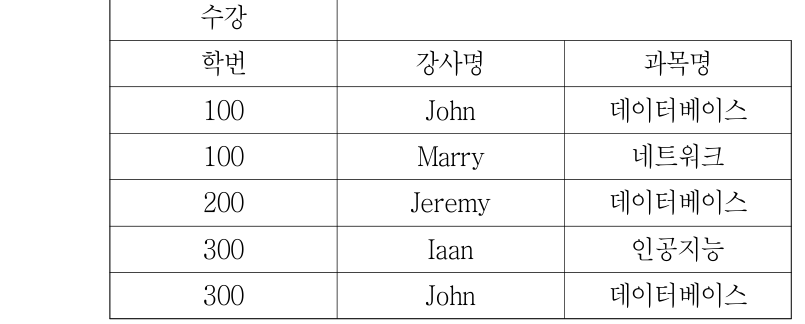 수강
학번 강사명 과목명
100 John 데이터베이스
100 Marry 네트워크
200 Jeremy 데이터베이스
300 Iaan 인공지능
300 John 데이터베이스